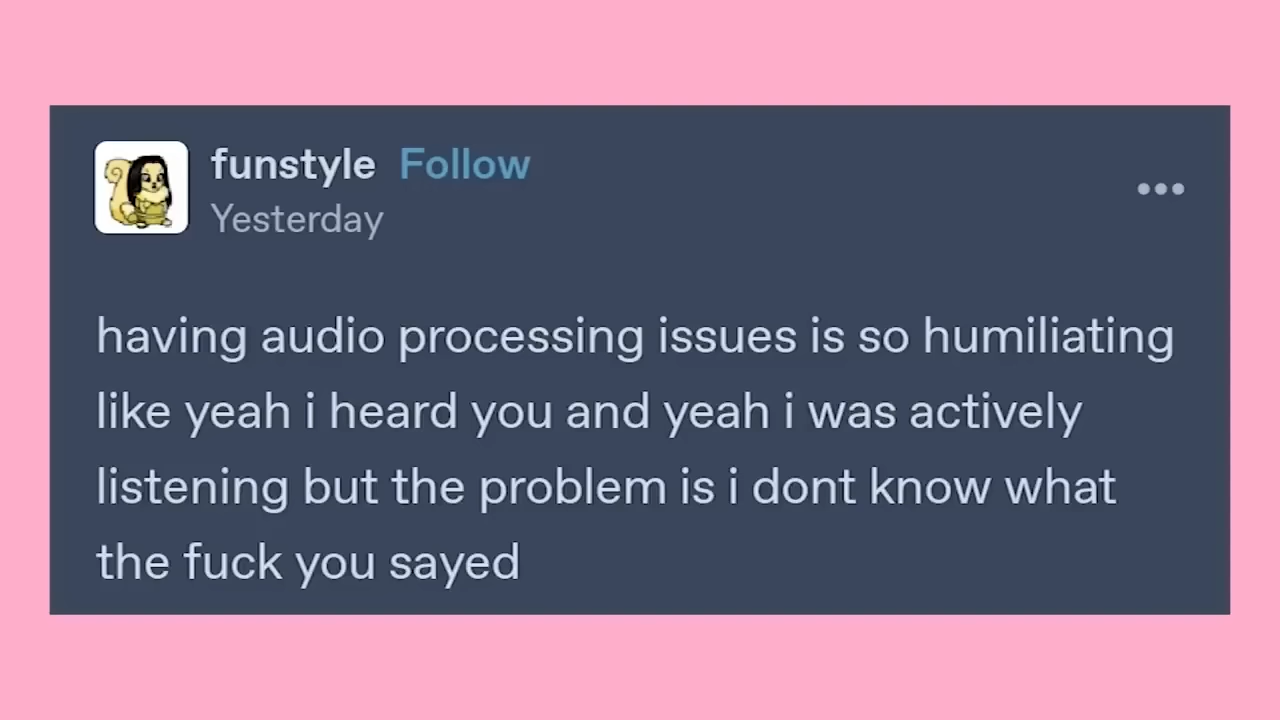 funstyle Follow
Yesterday
having audio processing issues is so humiliating
like yeah i heard you and yeah i was actively
listening but the problem is i dont know what
the fuck you sayed